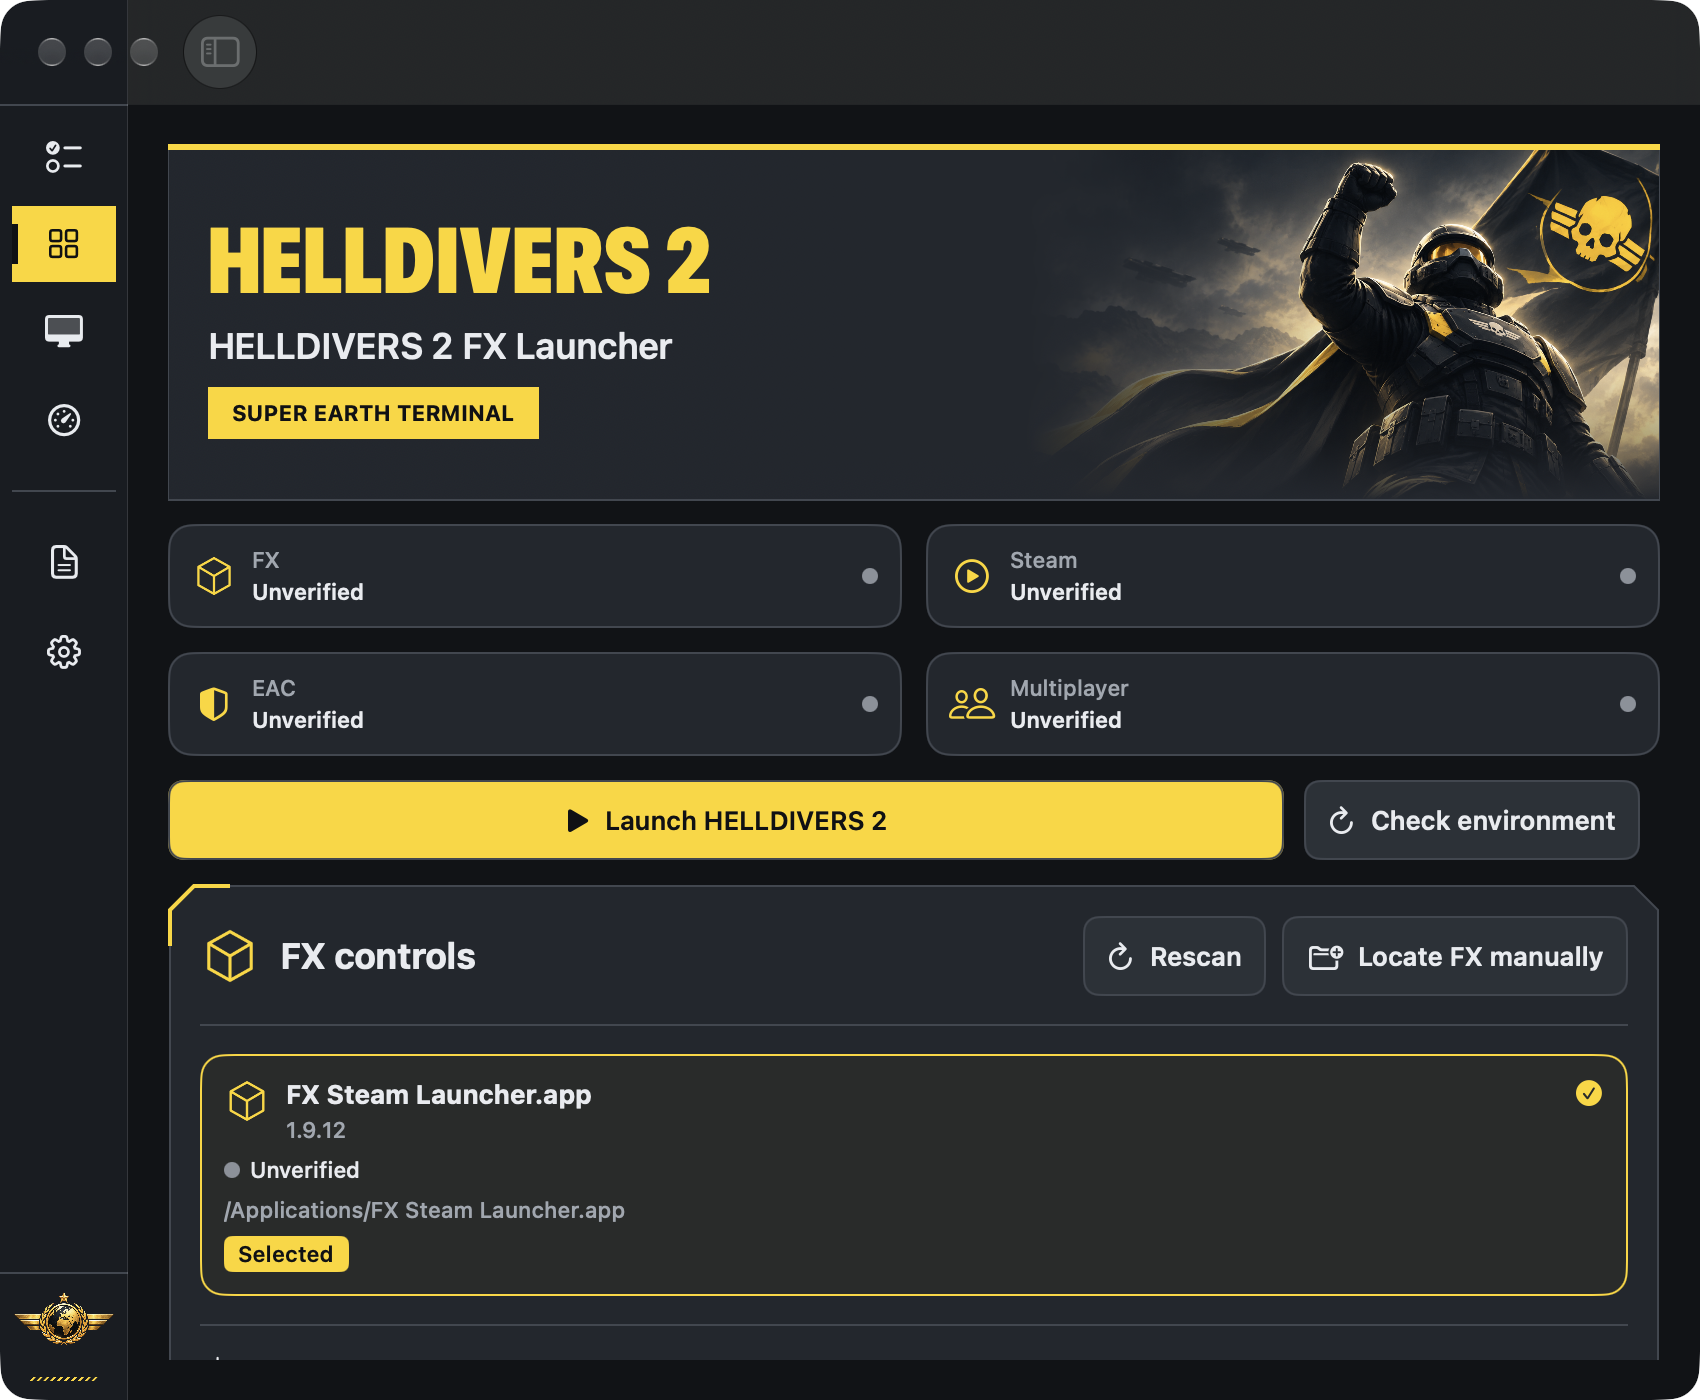 HELLDIVERS 2
HELLDIVERS 2 FX Launcher
SUPER EARTH TERMINAL
FX
Unverified
Steam
Unverified
EAC
Unverified
Multiplayer
Unverified
Launch HELLDIVERS 2
Check environment
FX controls
Rescan
Locate FX manually
FX Steam Launcher.app
1.9.12
Unverified
/Applications/FX Steam Launcher.app
Selected